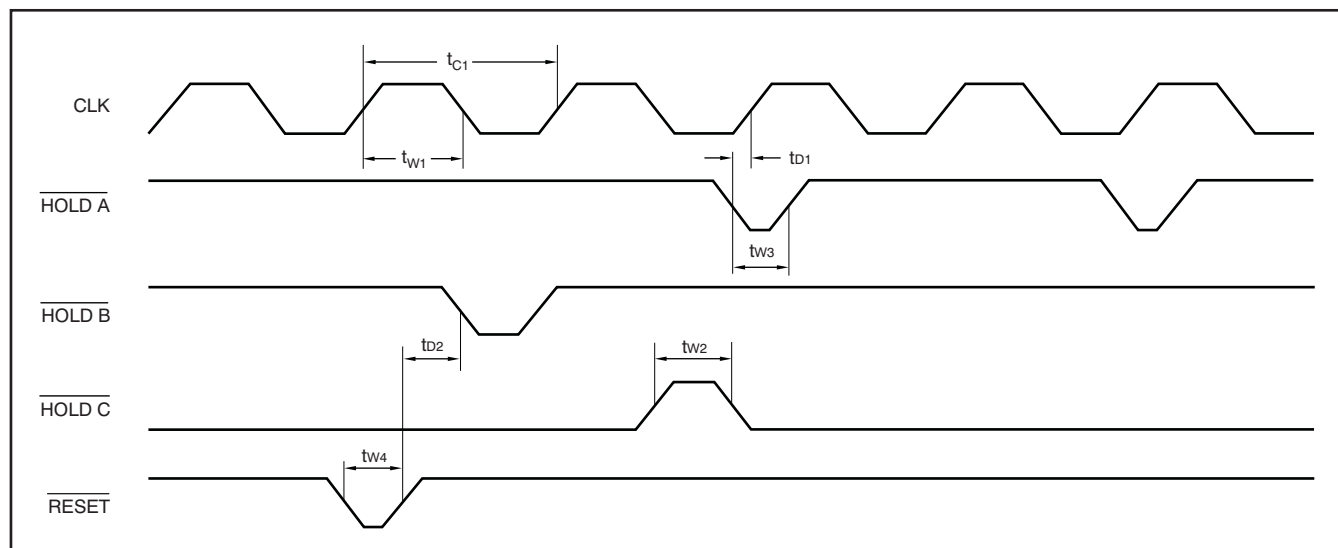 tC1
CLK
tW1
tD1
HOLD A
tW3
HOLD B
tD2
tW2
HOLD C
tW4
RESET